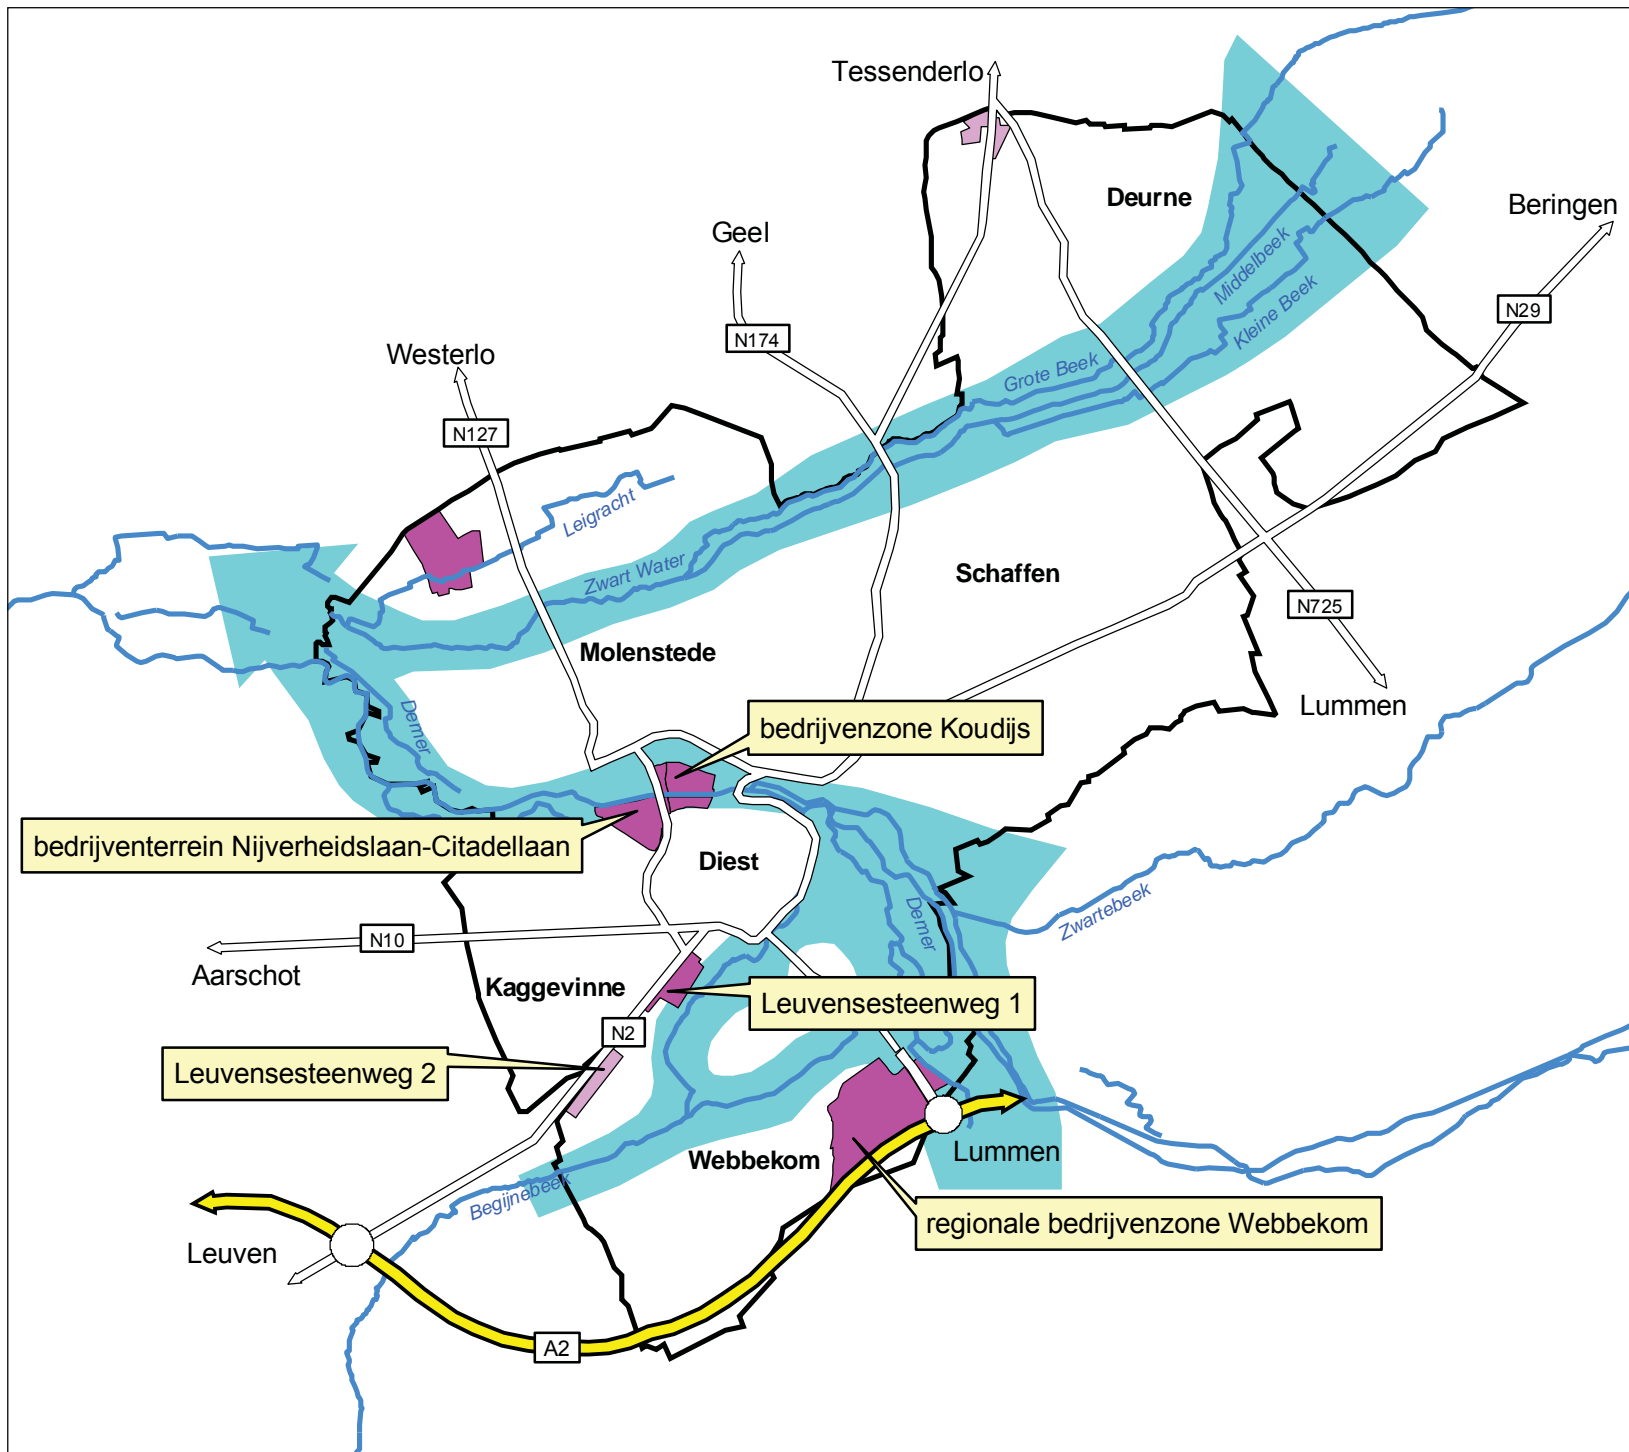 Tessenderlo
Deurne
Beringen
Geel
Middelbeek
Kleine Beek
N29
N174
Westerlo
Grote Beek
N127
Leigracht
Zwart Water
Schaffen
N725
Molenstede
Lummen
Demer
bedrijvenzone Koudijs
bedrijventerrein Nijverheidslaan-Citadellaan
Diest
Zwartebeek
Demer
N10
Aarschot
Kaggevinne
Leuvensesteenweg 1
N2
Leuvensesteenweg 2
Webbekom
Lummen
Begijnebeek
regionale bedrijvenzone Webbekom
Leuven
A2